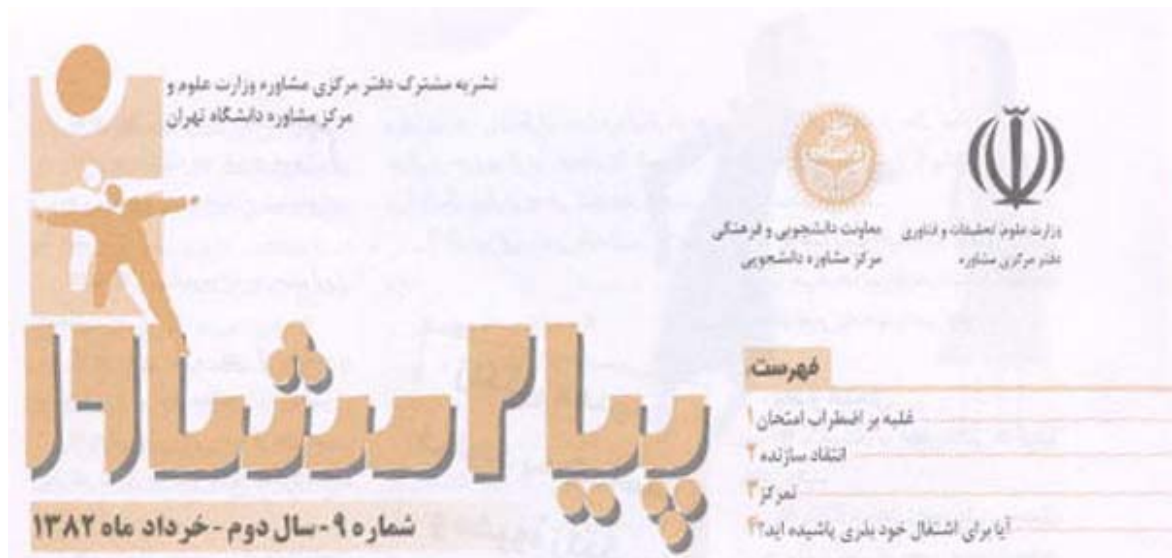 نشریه مشترک دفتر مرکزی مشاوره وزارت علوم و
مرکز مشاوره دانشگاه تهران
وزارت علوم، تحقیقات و فناوری
دفتر مرکزی مشاوره
معاونت دانشجویی و فرهنگی
مرکز مشاوره دانشجویی
پیام مشاور
شماره ۹ - سال دوم - خرداد ماه ۱۳۸۲
فهرست
غلبه بر اضطراب امتحان ۱
انتقاد سازنده ۲
تمرکز ۳
آیا برای اشتغال خود بذری پاشیده اید؟ ۴